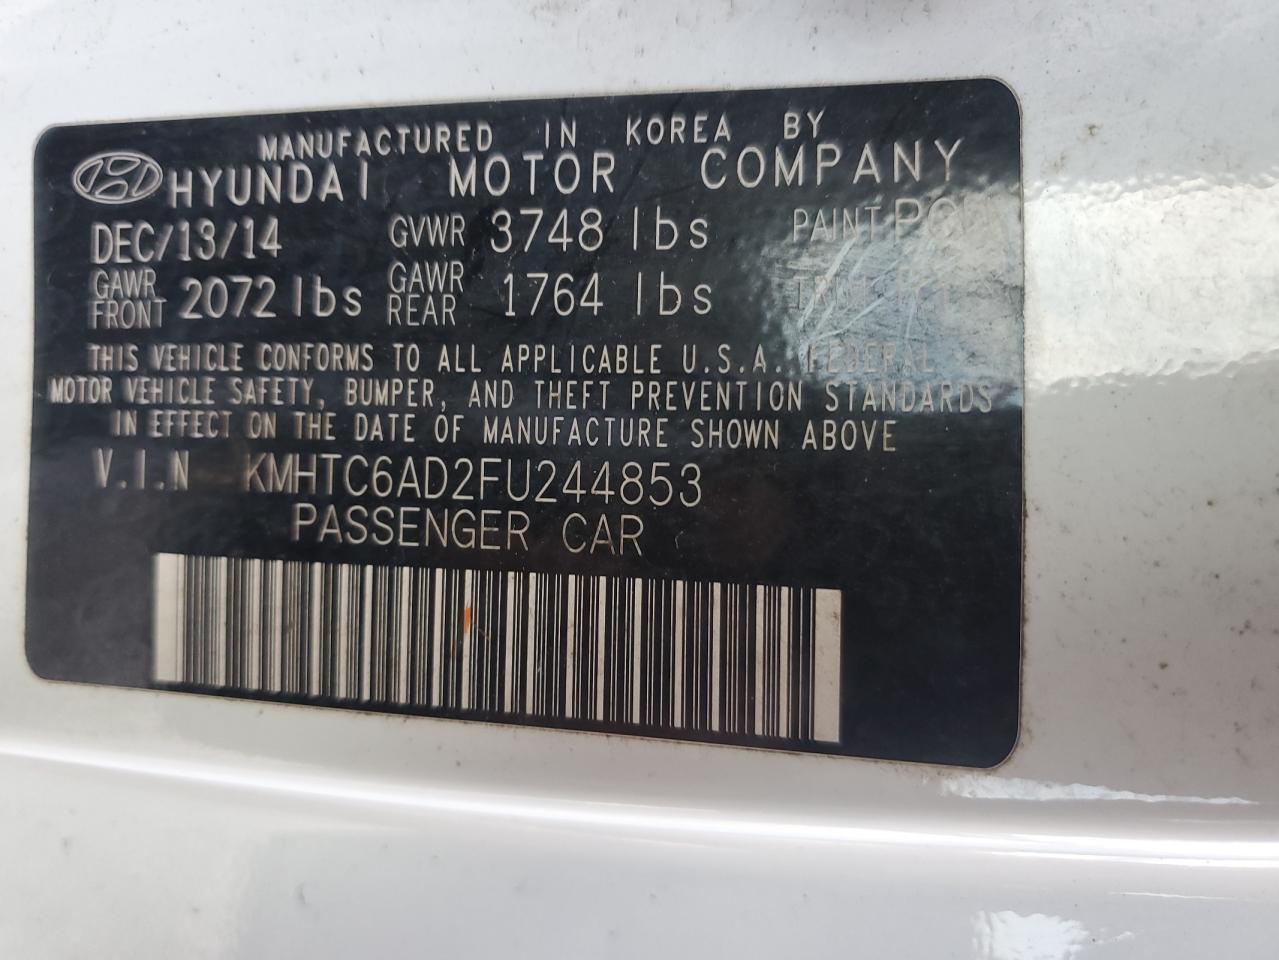 MANUFACTURED IN KOREA BY
HYUNDAI MOTOR COMPANY
DEC/13/14 GVWR 3748 lbs PAINT
GAWR FRONT 2072 lbs GAWR REAR 1764 lbs
THIS VEHICLE CONFORMS TO ALL APPLICABLE U.S.A. FEDERAL
MOTOR VEHICLE SAFETY, BUMPER, AND THEFT PREVENTION STANDARDS
IN EFFECT ON THE DATE OF MANUFACTURE SHOWN ABOVE
V.I.N KMHTC6AD2FU244853
PASSENGER CAR